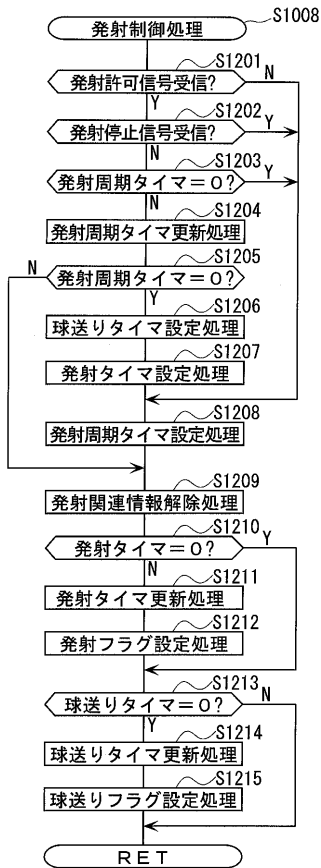 発射制御処理
S1008
S1201
発射許可信号受信?
N
Y
S1202
発射停止信号受信?
Y
N
S1203
発射周期タイマ=0?
Y
N
S1204
発射周期タイマ更新処理
S1205
N
発射周期タイマ=0?
Y
S1206
球送りタイマ設定処理
S1207
発射タイマ設定処理
S1208
発射周期タイマ設定処理
S1209
発射関連情報解除処理
S1210
発射タイマ=0?
Y
N
S1211
発射タイマ更新処理
S1212
発射フラグ設定処理
S1213
球送りタイマ=0?
N
Y
S1214
球送りタイマ更新処理
S1215
球送りフラグ設定処理
RET